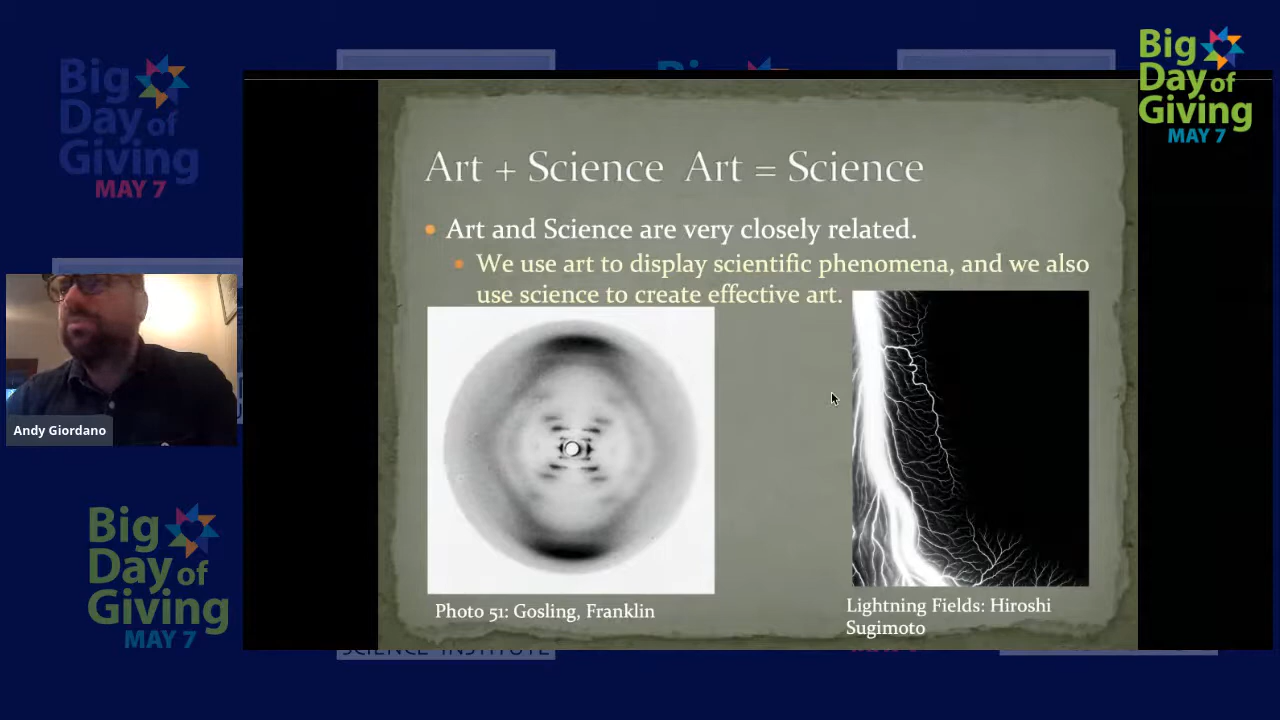 Big
Day of
Giving
MAY 7
Big
Day of
Giving
MAY 7
Art + Science Art = Science
Art and Science are very closely related.
We use art to display scientific phenomena, and we also
use science to create effective art.
Andy Giordano
Photo 51: Gosling, Franklin
Lightning Fields: Hiroshi
Sugimoto
Big
Day of
Giving
MAY 7
SCIENCE INSTITUTE